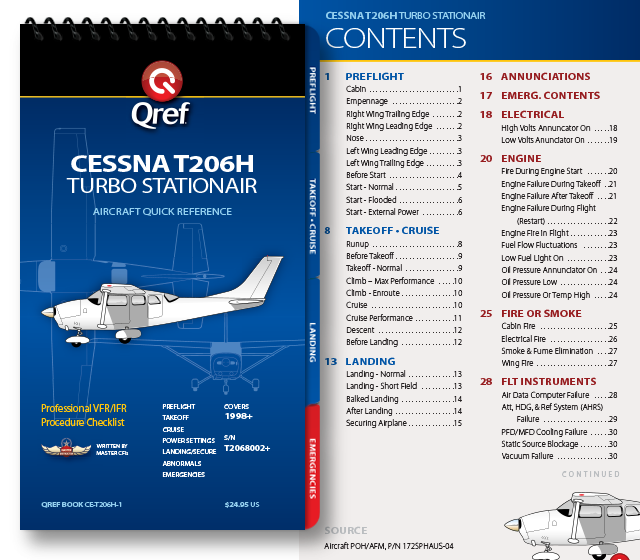 Qref
CESSNA T206H
TURBO STATIONAIR
AIRCRAFT QUICK REFERENCE
Professional VFR/IFR
Procedure Checklist
WRITTEN BY
MASTER CFIs
PREFLIGHT
TAKEOFF
CRUISE
POWER SETTINGS
LANDING/SECURE
ABNORMALS
EMERGENCIES
COVERS
1998+
S/N
T2068002+
QREF BOOK CE-T206H-1
$24.95 US
PREFLIGHT
TAKEOFF • CRUISE
LANDING
EMERGENCIES
CESSNA T206H TURBO STATIONAIR
CONTENTS
1 PREFLIGHT
Cabin ..........1
Empennage ..........2
Right Wing Trailing Edge ..........2
Right Wing Leading Edge ..........2
Nose ..........3
Left Wing Leading Edge ..........3
Left Wing Trailing Edge ..........3
Before Start ..........4
Start - Normal ..........5
Start - Flooded ..........6
Start - External Power ..........6
8 TAKEOFF • CRUISE
Runup ..........8
Before Takeoff ..........9
Takeoff - Normal ..........9
Climb – Max Performance ..........10
Climb - Enroute ..........10
Cruise ..........10
Cruise Performance ..........11
Descent ..........12
Before Landing ..........12
13 LANDING
Landing - Normal ..........13
Landing - Short Field ..........13
Balked Landing ..........14
After Landing ..........14
Securing Airplane ..........15
16 ANNUNCIATIONS
17 EMERG. CONTENTS
18 ELECTRICAL
High Volts Annuncator On ..........18
Low Volts Anunciator On ..........19
20 ENGINE
Fire During Engine Start ..........20
Engine Failure During Takeoff ..21
Engine Failure After Takeoff ..........21
Engine Failure During Flight
(Restart) ..........22
Engine Fire in Flight ..........23
Fuel Flow Fluctuations ..........23
Low Fuel Light On ..........23
Oil Pressure Annunciator On ..24
Oil Pressure Low ..........24
Oil Pressure Or Temp High ..........24
25 FIRE OR SMOKE
Cabin Fire ..........25
Electrical Fire ..........26
Smoke & Fume Elimination ..........27
Wing Fire ..........27
28 FLT INSTRUMENTS
Air Data Computer Failure ..........28
Att, HDG, & Ref System (AHRS)
Failure ..........29
PFD/MFD Cooling Failure ..........30
Static Source Blockage ..........30
Vacuum Failure ..........30
CONTINUED
SOURCE
Aircraft POH/AFM, P/N 172SPHAUS-04